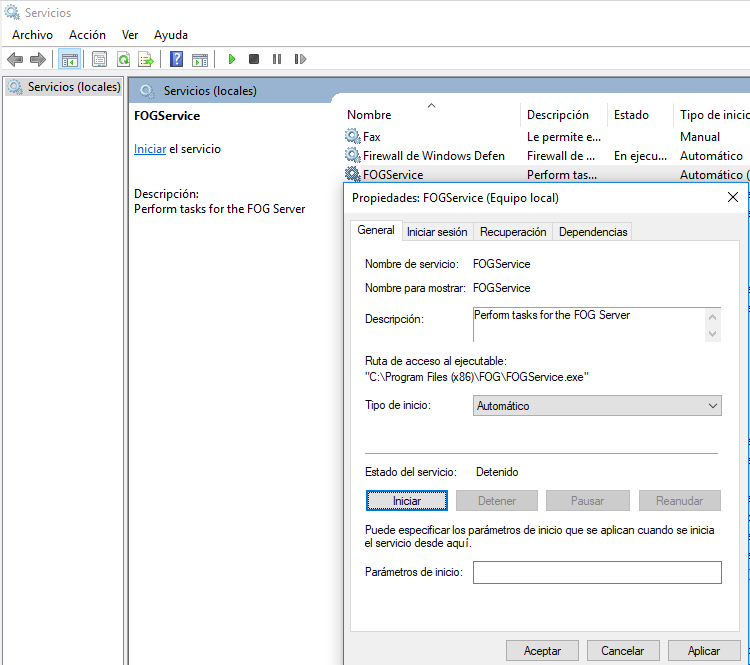 Servicios
Archivo Acción Ver Ayuda
Servicios (locales)
Servicios (locales)
FOGService
Iniciar el servicio
Descripción:
Perform tasks for the FOG Server
Nombre Descripción Estado Tipo de inicio
Fax Le permite e... Manual
Firewall de Windows Defen Firewall de ... En ejecu... Automático
FOGService Perform tas... Automático (
Propiedades: FOGService (Equipo local)
General Iniciar sesión Recuperación Dependencias
Nombre de servicio: FOGService
Nombre para mostrar: FOGService
Descripción: Perform tasks for the FOG Server
Ruta de acceso al ejecutable:
"C:\Program Files (x86)\FOG\FOGService.exe"
Tipo de inicio: Automático
Estado del servicio: Detenido
Iniciar Detener Pausar Reanudar
Puede especificar los parámetros de inicio que se aplican cuando se inicia
el servicio desde aquí.
Parámetros de inicio:
Aceptar Cancelar Aplicar